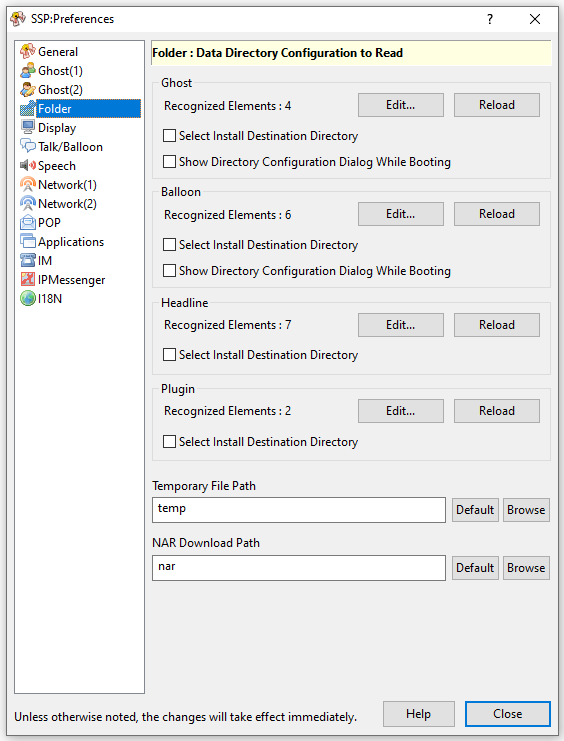 SSP:Preferences
General
Ghost(1)
Ghost(2)
Folder
Display
Talk/Balloon
Speech
Network(1)
Network(2)
POP
Applications
IM
IPMessenger
I18N
Folder : Data Directory Configuration to Read
Ghost
Recognized Elements : 4 Edit... Reload
Select Install Destination Directory
Show Directory Configuration Dialog While Booting
Balloon
Recognized Elements : 6 Edit... Reload
Select Install Destination Directory
Show Directory Configuration Dialog While Booting
Headline
Recognized Elements : 7 Edit... Reload
Select Install Destination Directory
Plugin
Recognized Elements : 2 Edit... Reload
Select Install Destination Directory
Temporary File Path
temp Default Browse
NAR Download Path
nar Default Browse
Unless otherwise noted, the changes will take effect immediately. Help Close